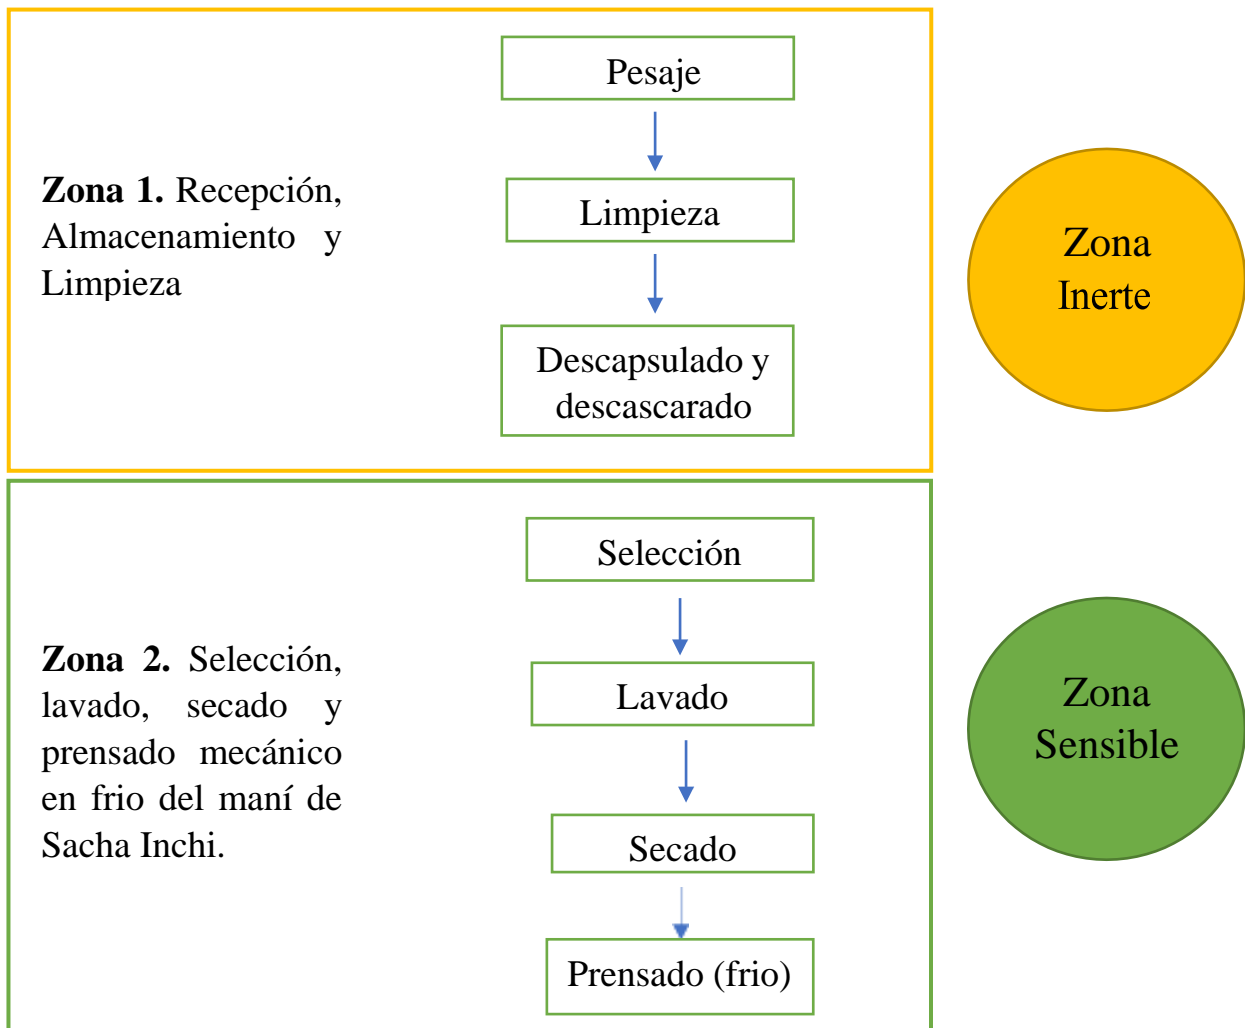 Pesaje
Zona 1. Recepción,
Almacenamiento y
Limpieza
Limpieza
Descapsulado y
descascarado
Zona
Inerte
Selección
Zona 2. Selección,
lavado, secado y
prensado mecánico
en frio del maní de
Sacha Inchi.
Lavado
Secado
Prensado (frio)
Zona
Sensible